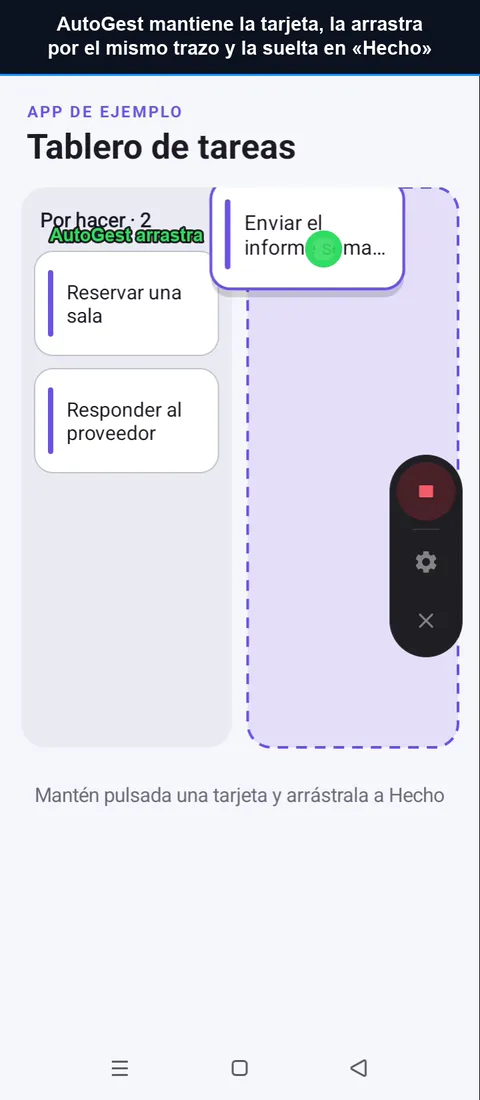 AutoGest mantiene la tarjeta, la arrastra
por el mismo trazo y la suelta en «Hecho»
APP DE EJEMPLO
Tablero de tareas
Por hacer · 2
AutoGest arrastra
Enviar el
informe sema...
Reservar una
sala
Responder al
proveedor
Mantén pulsada una tarjeta y arrástrala a Hecho